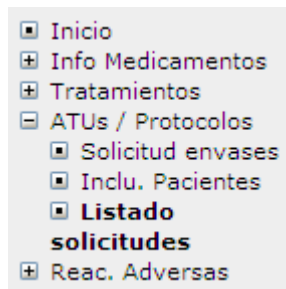 Inicio
Info Medicamentos
Tratamientos
ATUs / Protocolos
Solicitud envases
Inclu. Pacientes
Listado
solicitudes
Reac. Adversas